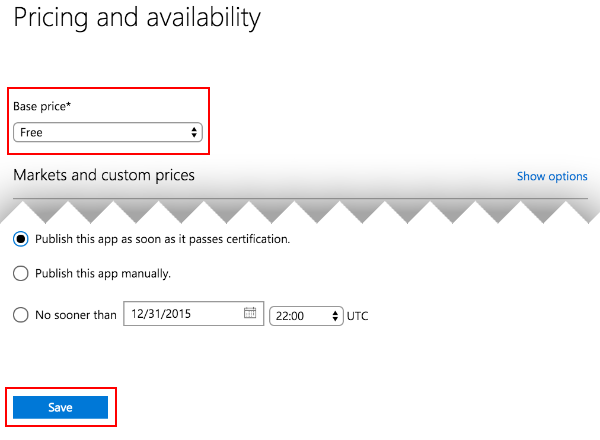 Pricing and availability
Base price*
Free
Markets and custom prices Show options
Publish this app as soon as it passes certification.
Publish this app manually.
No sooner than 12/31/2015 22:00 UTC
Save